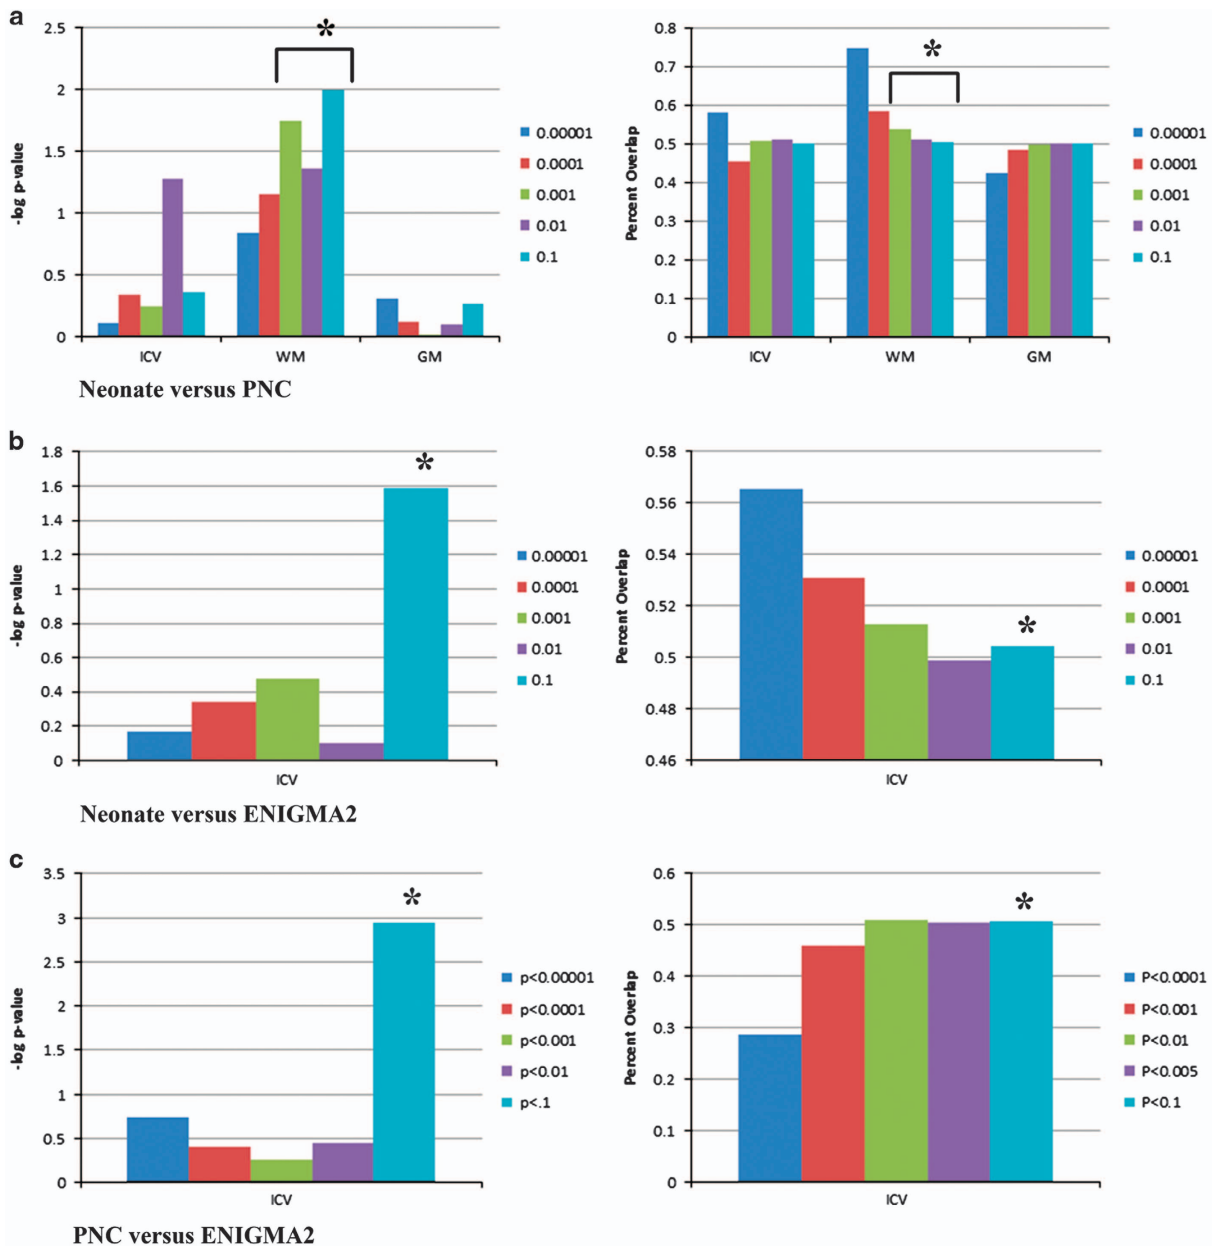 a
2.5
2
1.5
1
0.5
0
-log p-value
*
ICV WM GM
0.00001
0.0001
0.001
0.01
0.1
0.8
0.7
0.6
0.5
0.4
0.3
0.2
0.1
0
Percent Overlap
*
ICV WM GM
0.00001
0.0001
0.001
0.01
0.1
Neonate versus PNC
b
1.8
1.6
1.4
1.2
1
0.8
0.6
0.4
0.2
0
-log p-value
*
ICV
0.00001
0.0001
0.001
0.01
0.1
0.58
0.56
0.54
0.52
0.5
0.48
0.46
Percent Overlap
*
ICV
0.00001
0.0001
0.001
0.01
0.1
Neonate versus ENIGMA2
c
3.5
3
2.5
2
1.5
1
0.5
0
-log p-value
*
ICV
p<0.00001
p<0.0001
p<0.001
p<0.01
p<.1
0.6
0.5
0.4
0.3
0.2
0.1
0
Percent Overlap
*
ICV
P<0.0001
P<0.001
P<0.01
P<0.005
P<0.1
PNC versus ENIGMA2